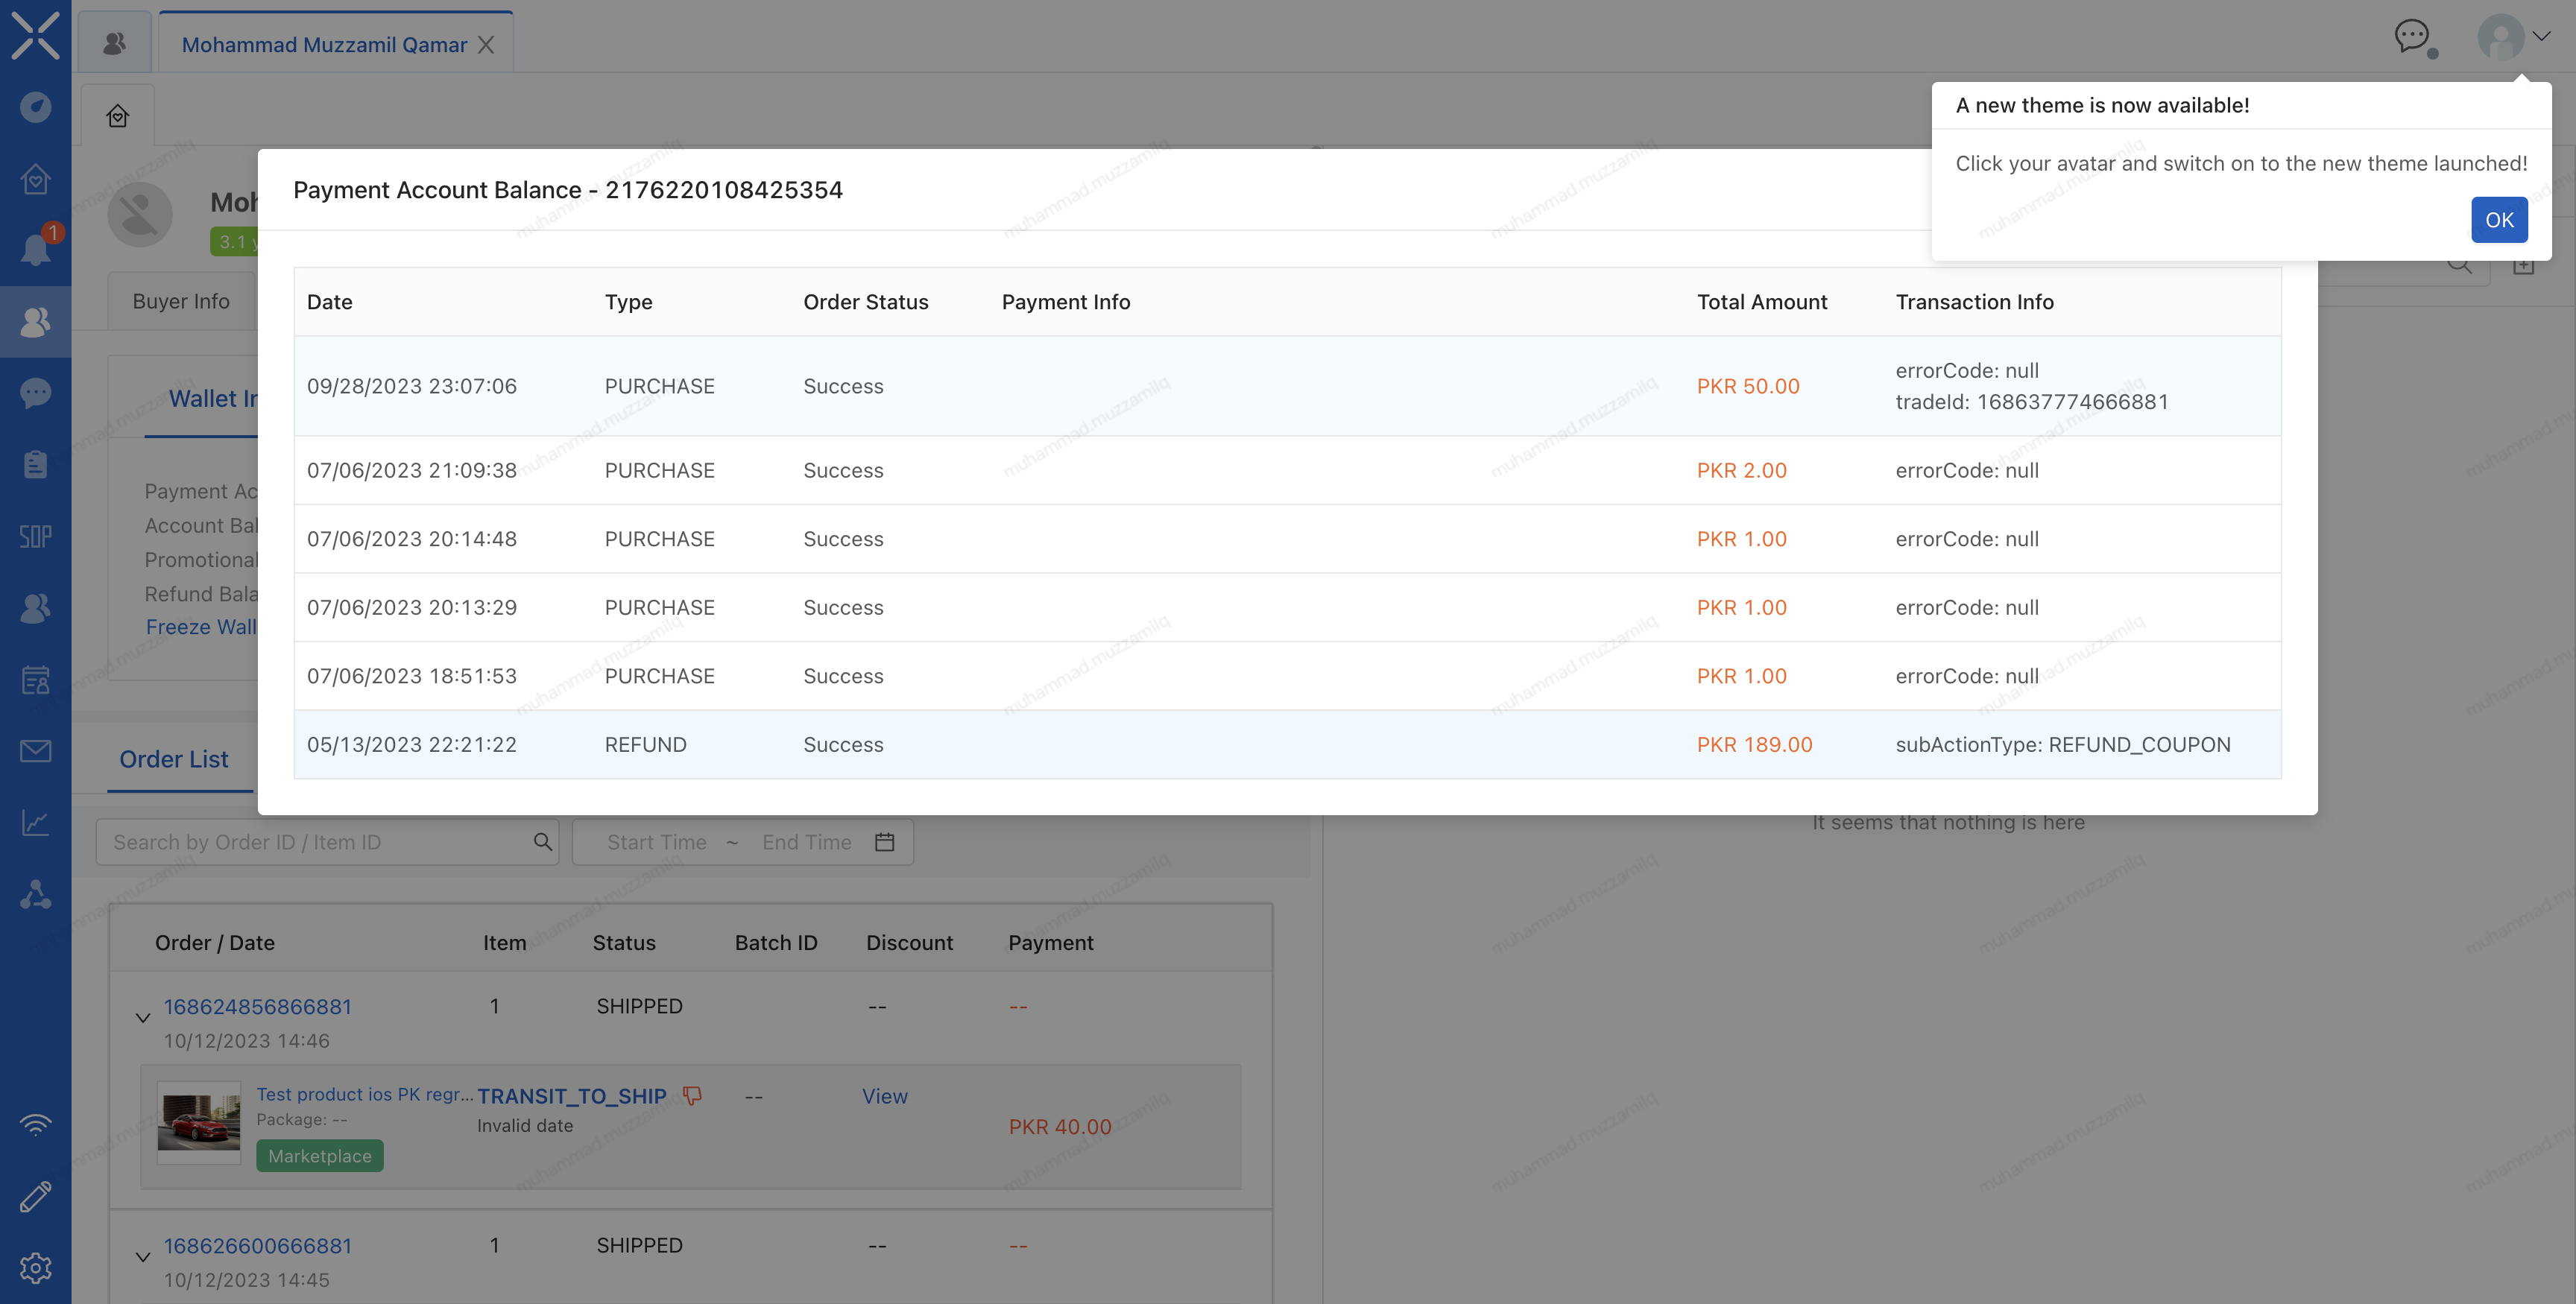 Mohammad Muzzamil Qamar
A new theme is now available!
Click your avatar and switch on to the new theme launched!
OK
Payment Account Balance - 2176220108425354
Date Type Order Status Payment Info Total Amount Transaction Info
09/28/2023 23:07:06 PURCHASE Success PKR 50.00 errorCode: null
tradeId: 168637774666881
07/06/2023 21:09:38 PURCHASE Success PKR 2.00 errorCode: null
07/06/2023 20:14:48 PURCHASE Success PKR 1.00 errorCode: null
07/06/2023 20:13:29 PURCHASE Success PKR 1.00 errorCode: null
07/06/2023 18:51:53 PURCHASE Success PKR 1.00 errorCode: null
05/13/2023 22:21:22 REFUND Success PKR 189.00 subActionType: REFUND_COUPON
1
Moh
3.1 y
Buyer Info
Wallet In
Payment Ac
Account Bal
Promotional
Refund Bala
Freeze Wall
SOP
Order List
Search by Order ID / Item ID
Start Time ~ End Time
It seems that nothing is here
Order / Date Item Status Batch ID Discount Payment
168624856866881 1 SHIPPED -- --
10/12/2023 14:46
Test product ios PK regr... TRANSIT_TO_SHIP -- View
Package: -- Invalid date PKR 40.00
Marketplace
168626600666881 1 SHIPPED -- --
10/12/2023 14:45
muhammad.muzzamilq